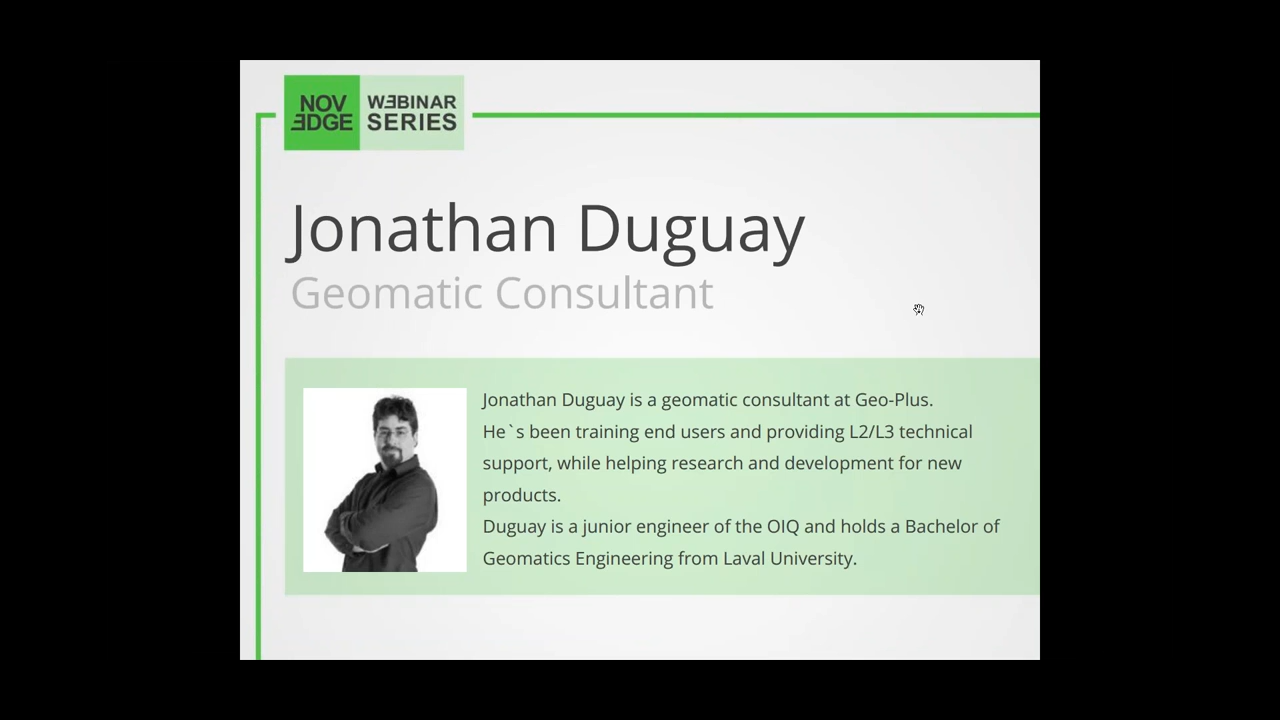 NOV
EDGE
WEBINAR
SERIES
Jonathan Duguay
Geomatic Consultant
Jonathan Duguay is a geomatic consultant at Geo-Plus.
He`s been training end users and providing L2/L3 technical
support, while helping research and development for new
products.
Duguay is a junior engineer of the OIQ and holds a Bachelor of
Geomatics Engineering from Laval University.